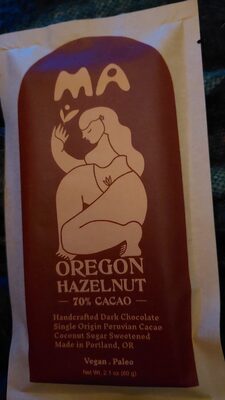 MA
OREGON
HAZELNUT
— 70% CACAO —
Handcrafted Dark Chocolate
Single Origin Peruvian Cacao
Coconut Sugar Sweetened
Made in Portland, OR
Vegan . Paleo
Net Wt. 2.1 oz (60 g)